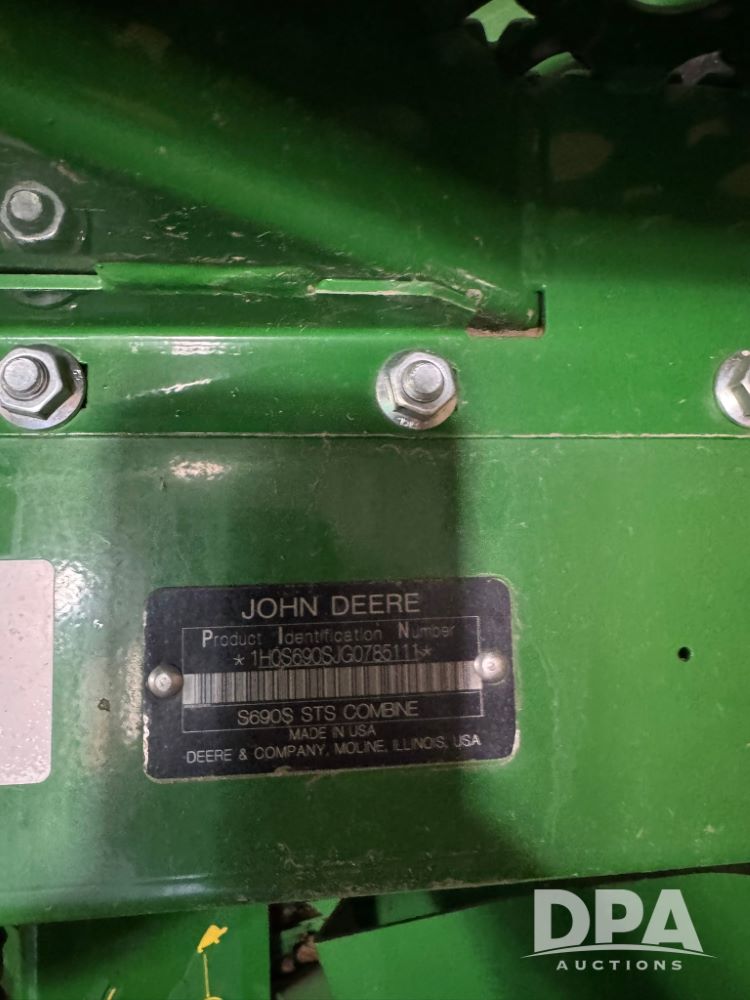 JOHN DEERE
Product Identification Number
*1H0S690SJG0785111*
S690S STS COMBINE
MADE IN USA
DEERE & COMPANY, MOLINE, ILLINOIS, USA
DPA
AUCTIONS